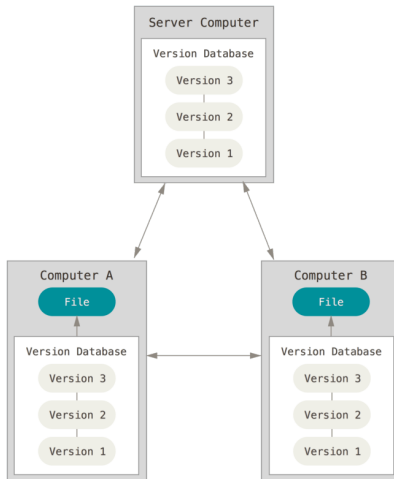 Server Computer
Version Database
Version 3
Version 2
Version 1
Computer A
File
Version Database
Version 3
Version 2
Version 1
Computer B
File
Version Database
Version 3
Version 2
Version 1